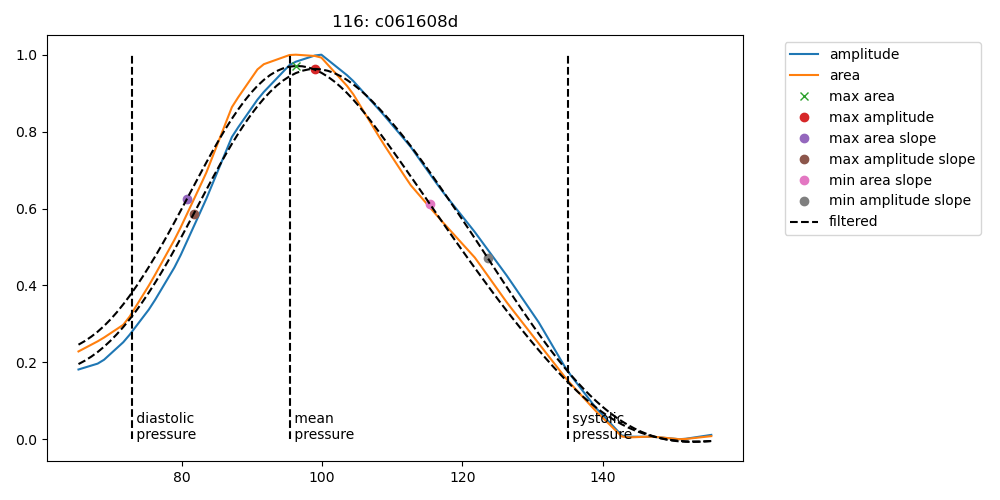 116: c061608d
1.0
0.8
0.6
0.4
0.2
0.0
80
100
120
140
diastolic
pressure
mean
pressure
systolic
pressure
amplitude
area
max area
max amplitude
max area slope
max amplitude slope
min area slope
min amplitude slope
filtered